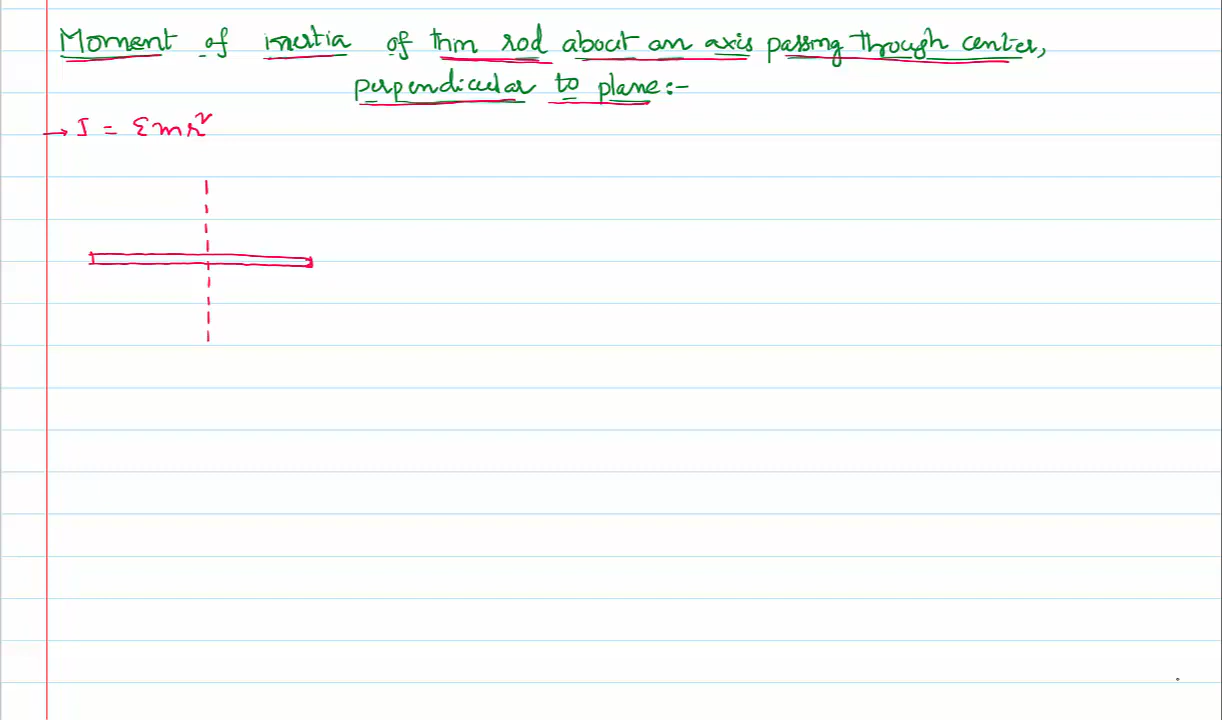 Moment of inertia of thin rod about an axis passing through center,
perpendicular to plane:-
→ I = Σmr²